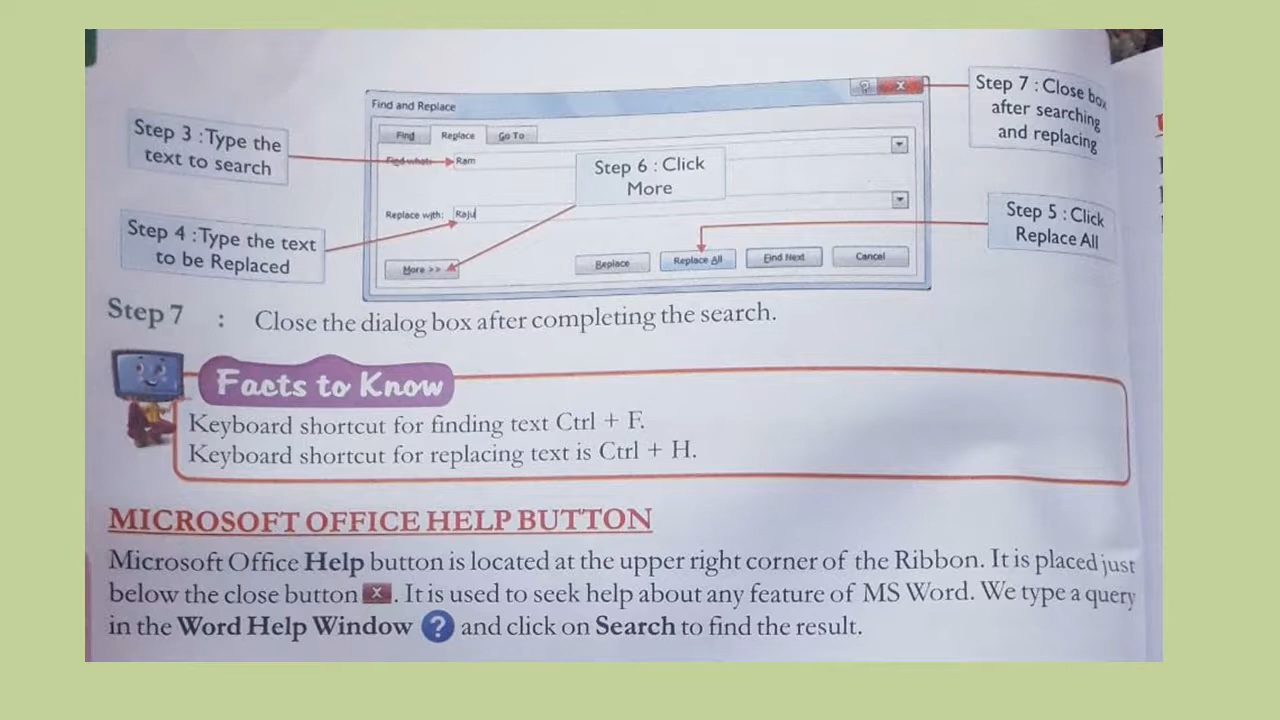 Step 7 : Close box
after searching
and replacing
Find and Replace
Find Replace Go To
Step 3 : Type the
text to search
Find what: Ram
Step 6 : Click
More
Step 4 : Type the text
to be Replaced
Replace with: Raju
Step 5 : Click
Replace All
More >> Replace Replace All Find Next Cancel
Step 7 : Close the dialog box after completing the search.
Facts to Know
Keyboard shortcut for finding text Ctrl + F.
Keyboard shortcut for replacing text is Ctrl + H.
MICROSOFT OFFICE HELP BUTTON
Microsoft Office Help button is located at the upper right corner of the Ribbon. It is placed just
below the close button X. It is used to seek help about any feature of MS Word. We type a query
in the Word Help Window ? and click on Search to find the result.